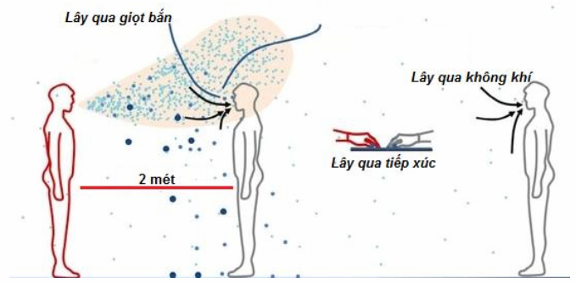 Lây qua giọt bắn
Lây qua không khí
Lây qua tiếp xúc
2 mét